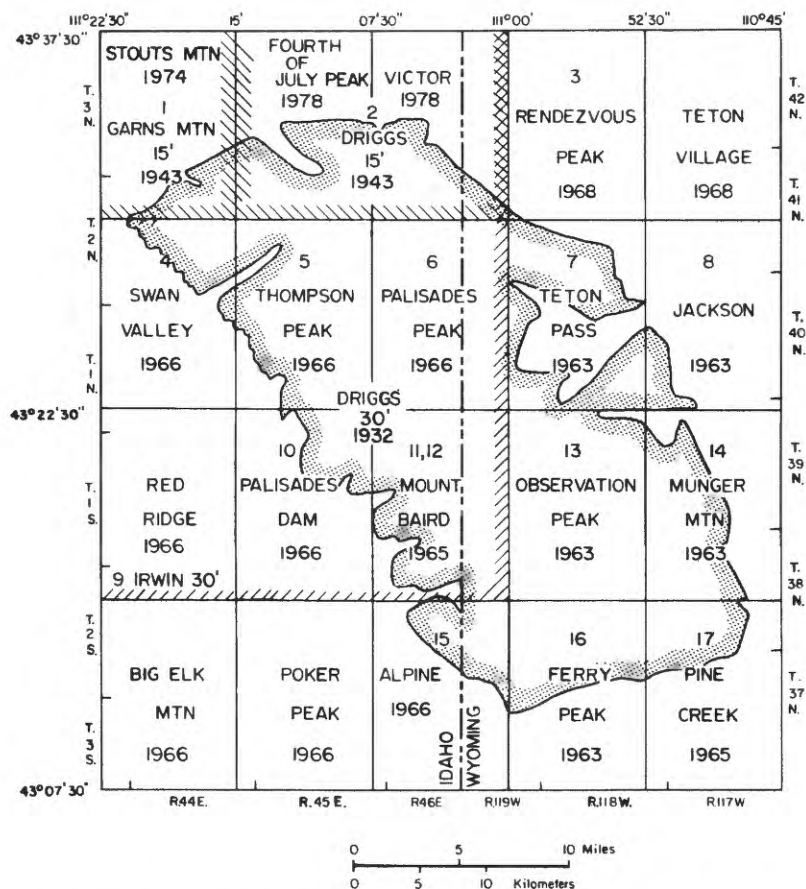 111°22'30" 15' 07'30" 111°00' 52'30" 110°45'
43°37'30"
STOUTS MTN
1974
1
GARNS MTN
15'
1943
FOURTH
OF
JULY PEAK
1978
VICTOR
1978
2
DRIGGS
15'
1943
3
RENDEZVOUS
PEAK
1968
TETON
VILLAGE
1968
T.
3
N.
T.
42
N.
T.
41
N.
T.
2
N.
4
SWAN
VALLEY
1966
5
THOMPSON
PEAK
1966
6
PALISADES
PEAK
1966
7
TETON
PASS
1963
8
JACKSON
1963
T.
40
N.
T.
1
N.
43°22'30"
DRIGGS
30'
1932
RED
RIDGE
1966
9 IRWIN 30'
10
PALISADES
DAM
1966
11,12
MOUNT
BAIRD
1965
13
OBSERVATION
PEAK
1963
14
MUNGER
MTN
1963
T.
39
N.
T.
1
S.
T.
38
N.
T.
2
S.
BIG ELK
MTN
1966
POKER
PEAK
1966
15
ALPINE
1966
IDAHO
WYOMING
16
FERRY
PEAK
1963
17
PINE
CREEK
1965
T.
37
N.
T.
3
S.
43°07'30"
R44E. R.45E. R46E R.119W R.118W. R.117W
0 5 10 Miles
0 5 10 Kilometers